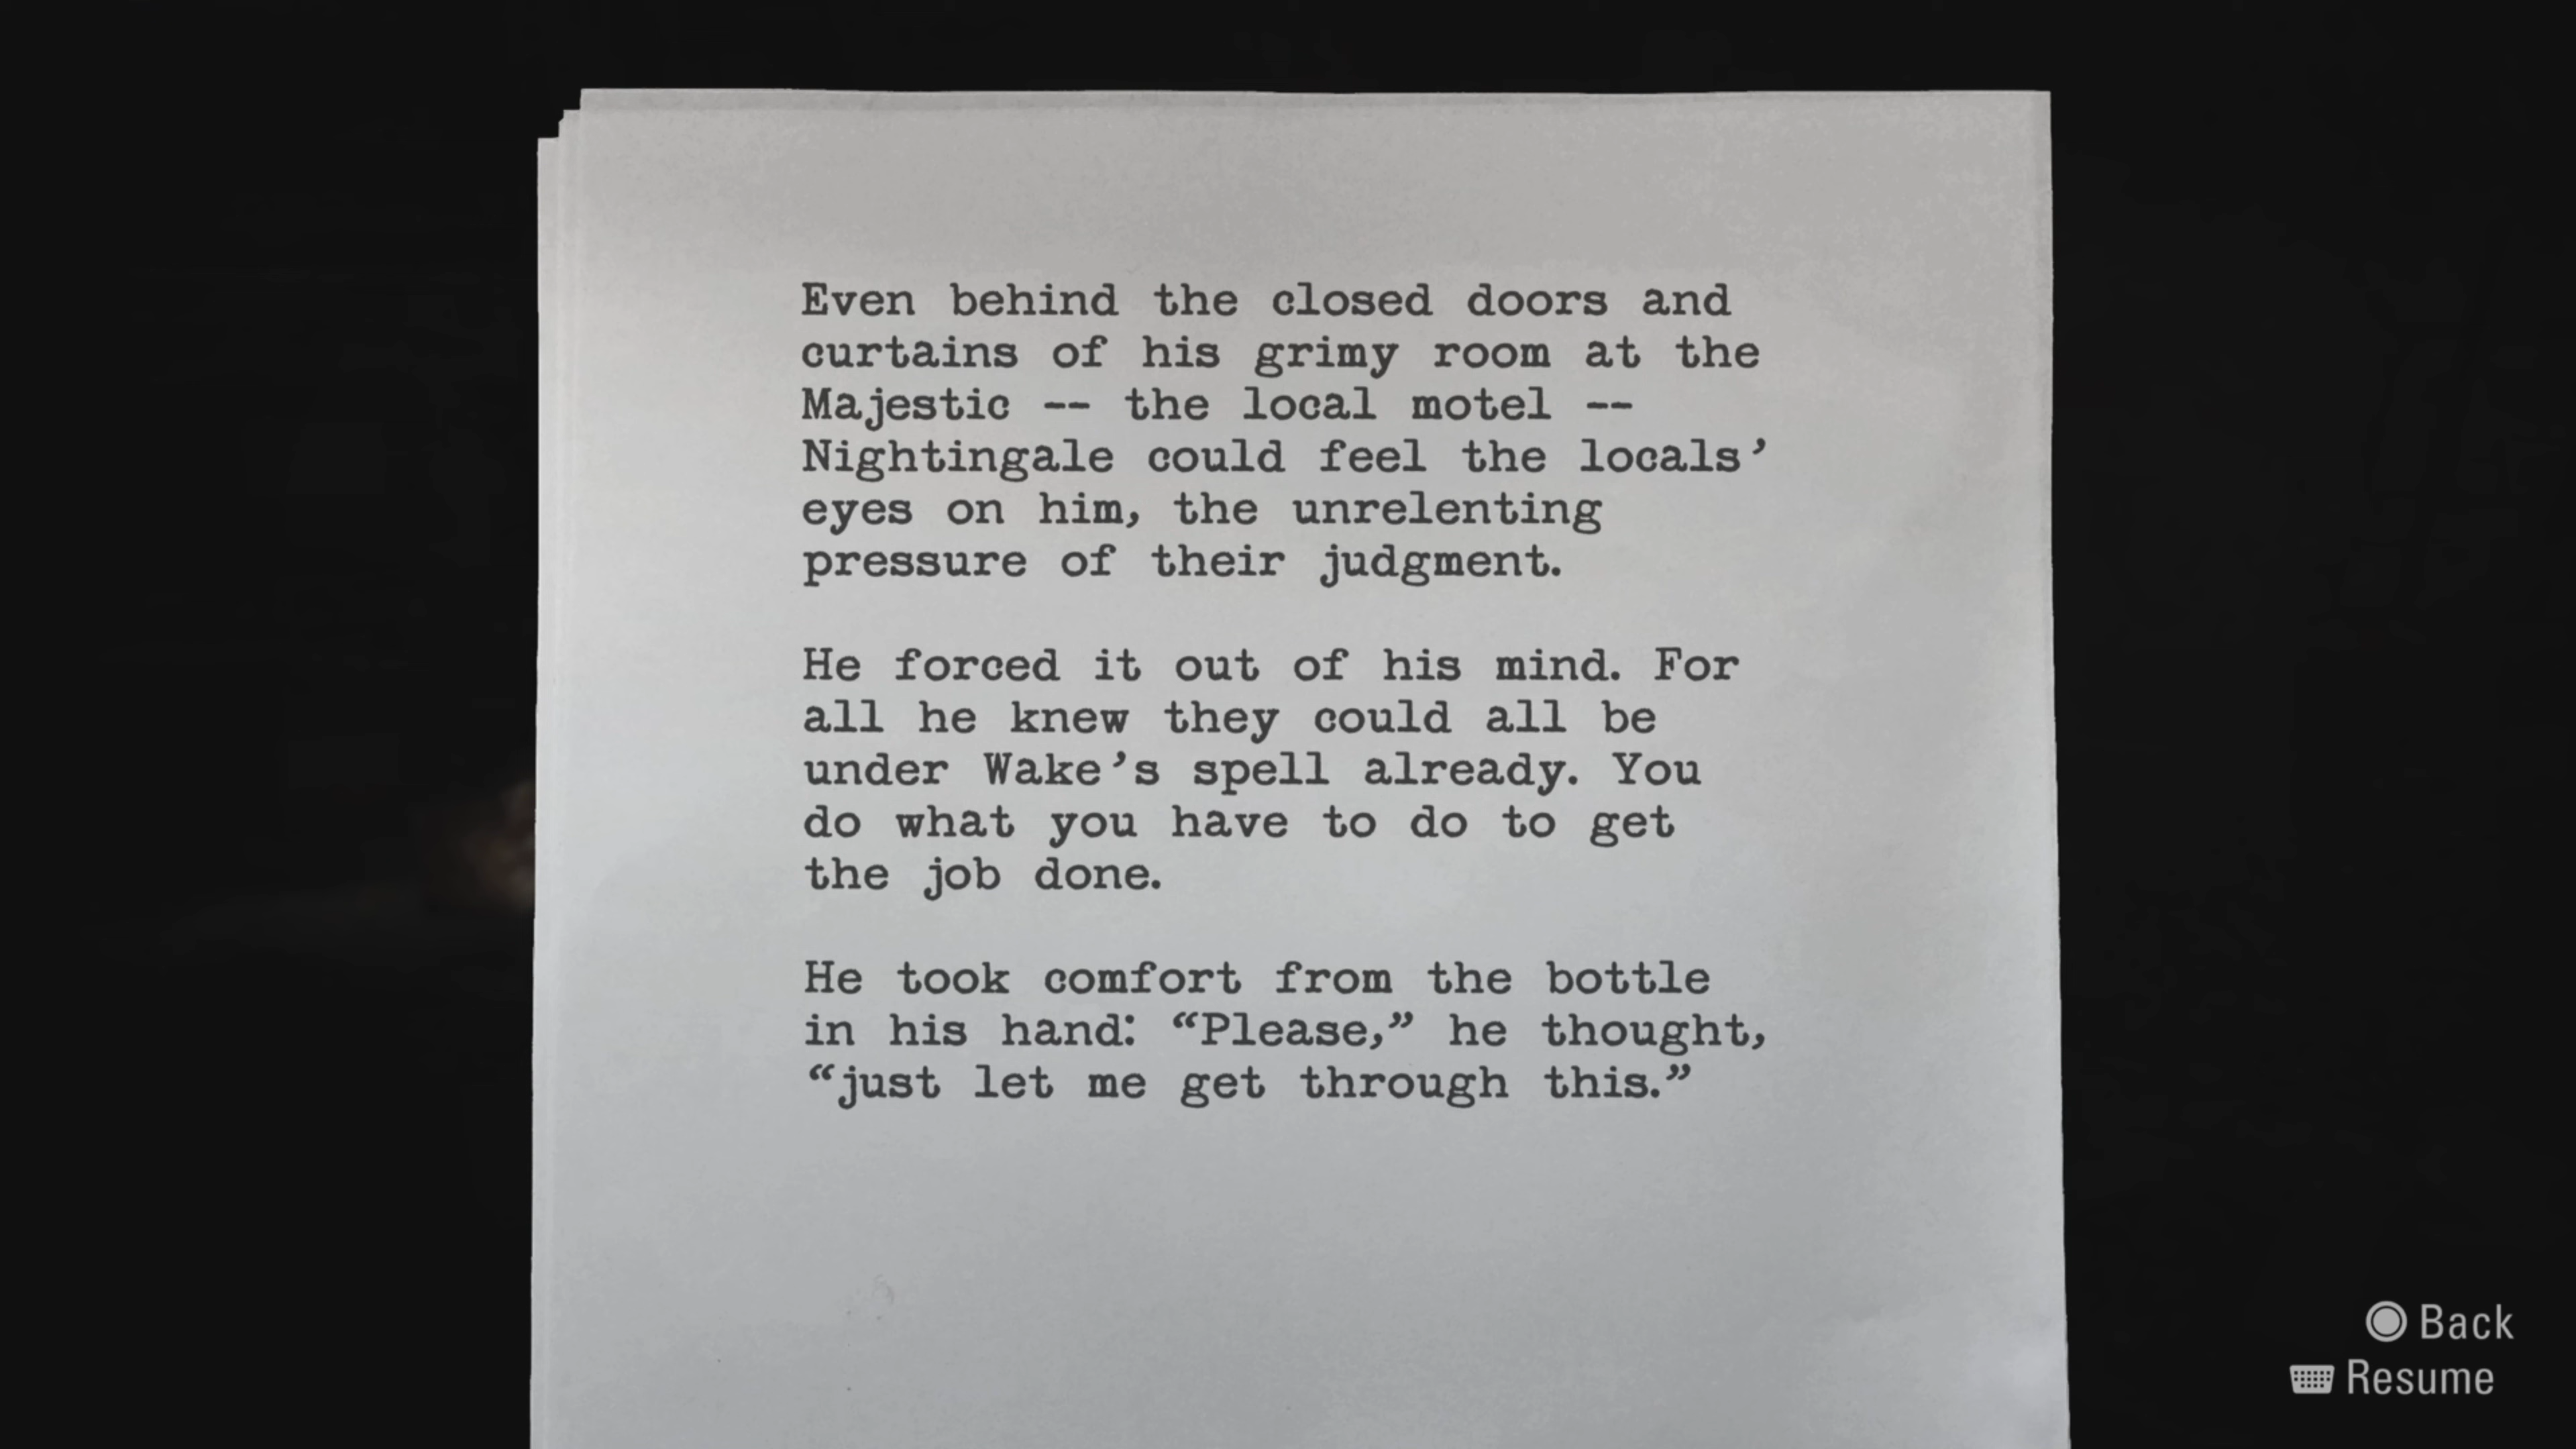 Even behind the closed doors and
curtains of his grimy room at the
Majestic -- the local motel --
Nightingale could feel the locals’
eyes on him, the unrelenting
pressure of their judgment.
He forced it out of his mind. For
all he knew they could all be
under Wake’s spell already. You
do what you have to do to get
the job done.
He took comfort from the bottle
in his hand: “Please,” he thought,
“just let me get through this.”
Back
Resume